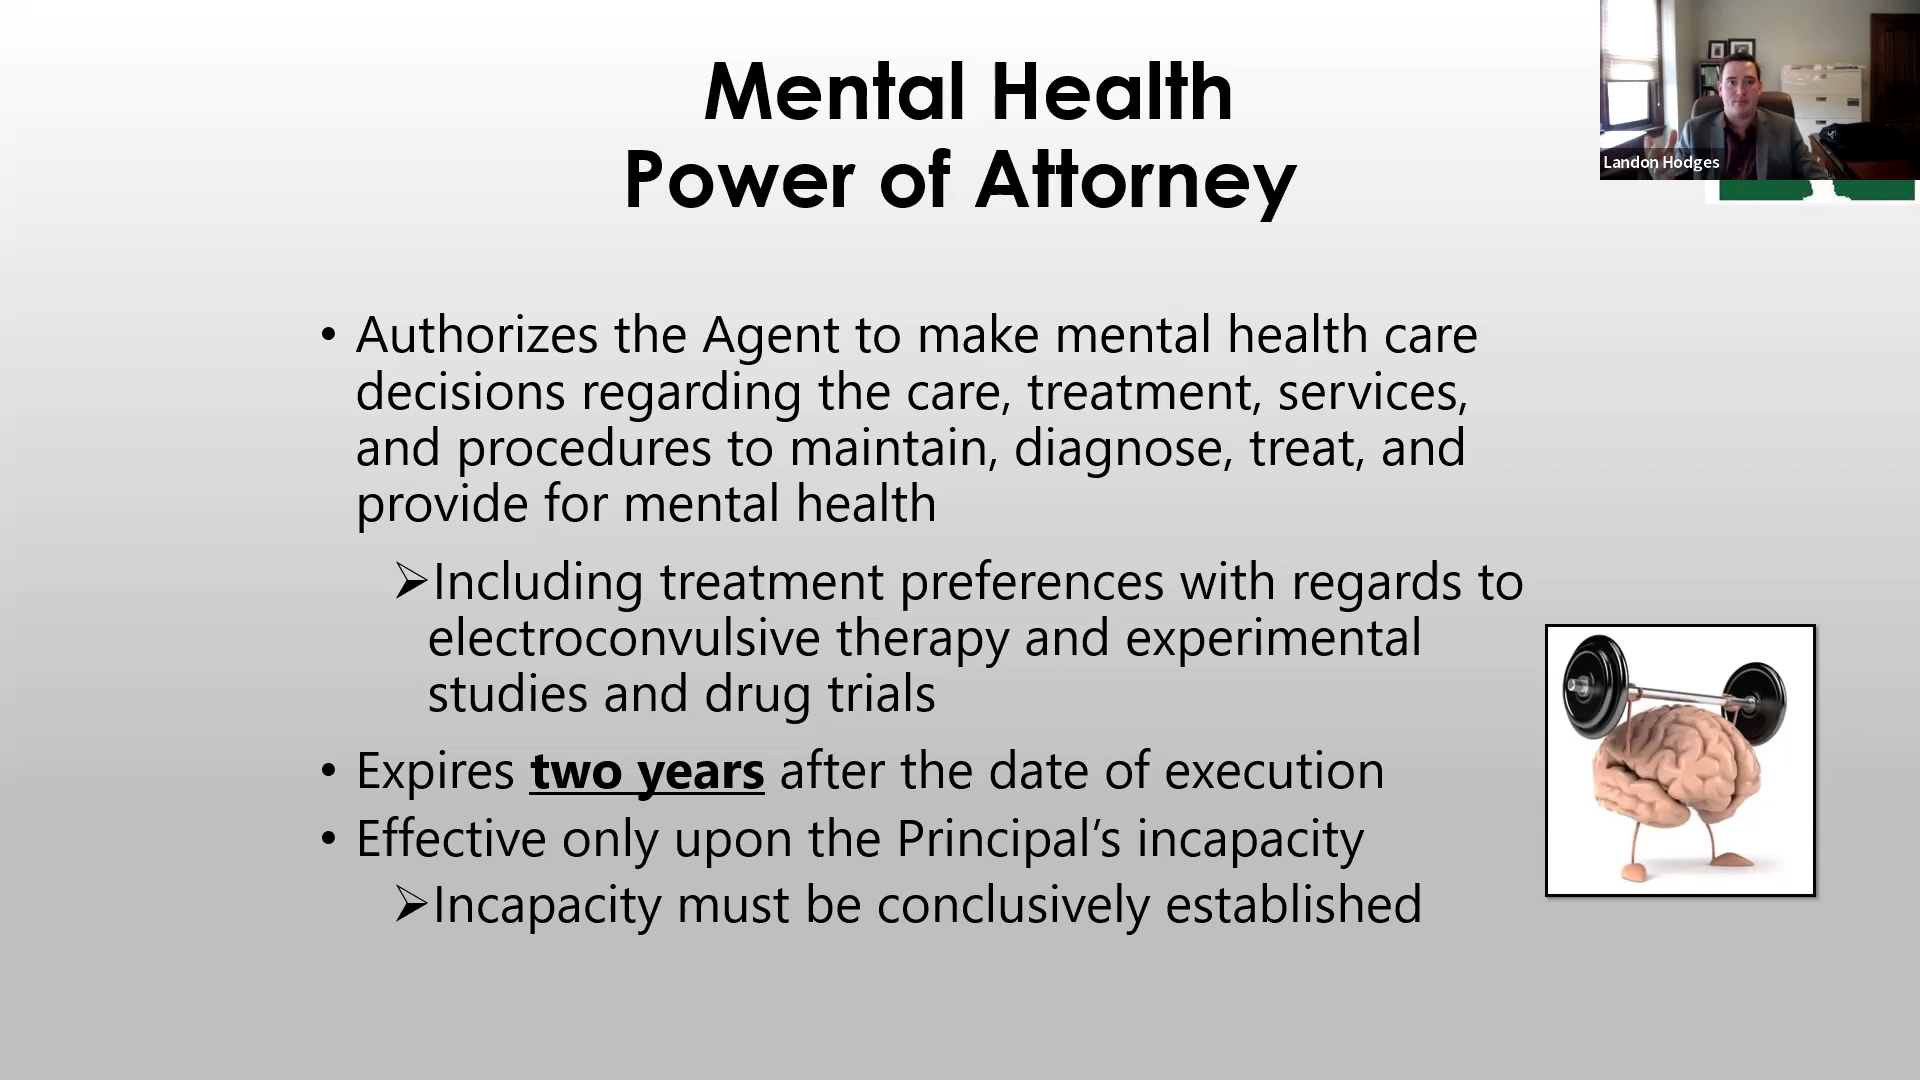 Mental Health
Power of Attorney
Landon Hodges
• Authorizes the Agent to make mental health care
decisions regarding the care, treatment, services,
and procedures to maintain, diagnose, treat, and
provide for mental health
➢Including treatment preferences with regards to
electroconvulsive therapy and experimental
studies and drug trials
• Expires two years after the date of execution
• Effective only upon the Principal’s incapacity
➢Incapacity must be conclusively established